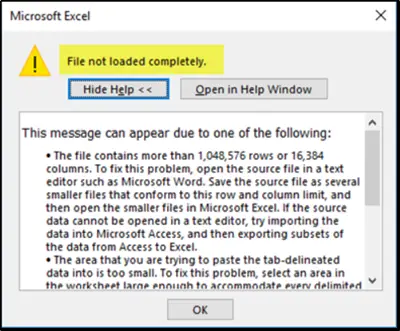 Microsoft Excel
File not loaded completely.
Hide Help <<
Open in Help Window
This message can appear due to one of the following:
• The file contains more than 1,048,576 rows or 16,384
columns. To fix this problem, open the source file in a text
editor such as Microsoft Word. Save the source file as several
smaller files that conform to this row and column limit, and
then open the smaller files in Microsoft Excel. If the source
data cannot be opened in a text editor, try importing the
data into Microsoft Access, and then exporting subsets of
the data from Access to Excel.
• The area that you are trying to paste the tab-delineated
data into is too small. To fix this problem, select an area in
the worksheet large enough to accommodate every delimited
OK